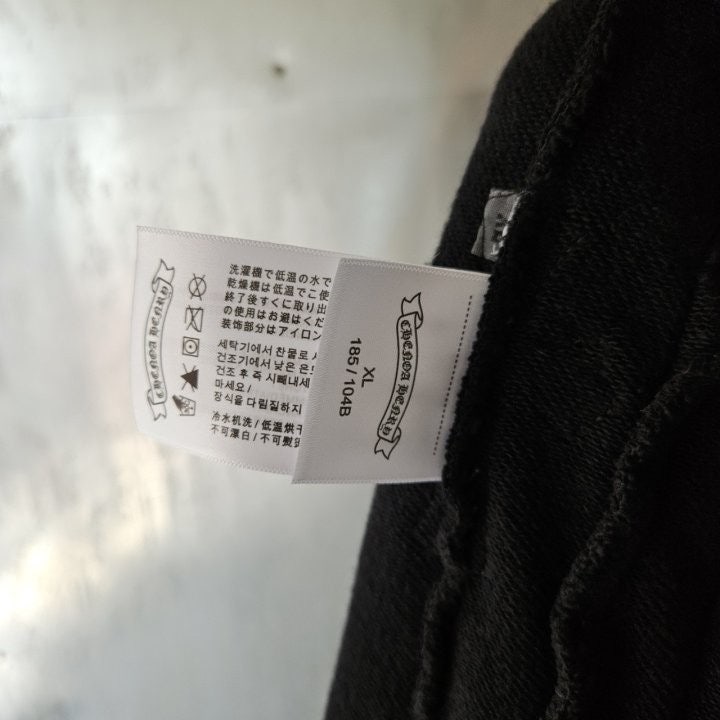 CHENOA HENRY
洗濯機で低温の水で
乾燥機は低温でご使
終了後すぐに取り出
の使用はお避けくだ
装飾部分はアイロン
세탁기에서 찬물로
건조기에서 낮은 온
건조 후 즉시 빼내세
마세요/
장식을 다림질하지
冷水机洗/低温烘干
不可漂白/不可熨烫
CHENOA HENRY
XL
185/104B